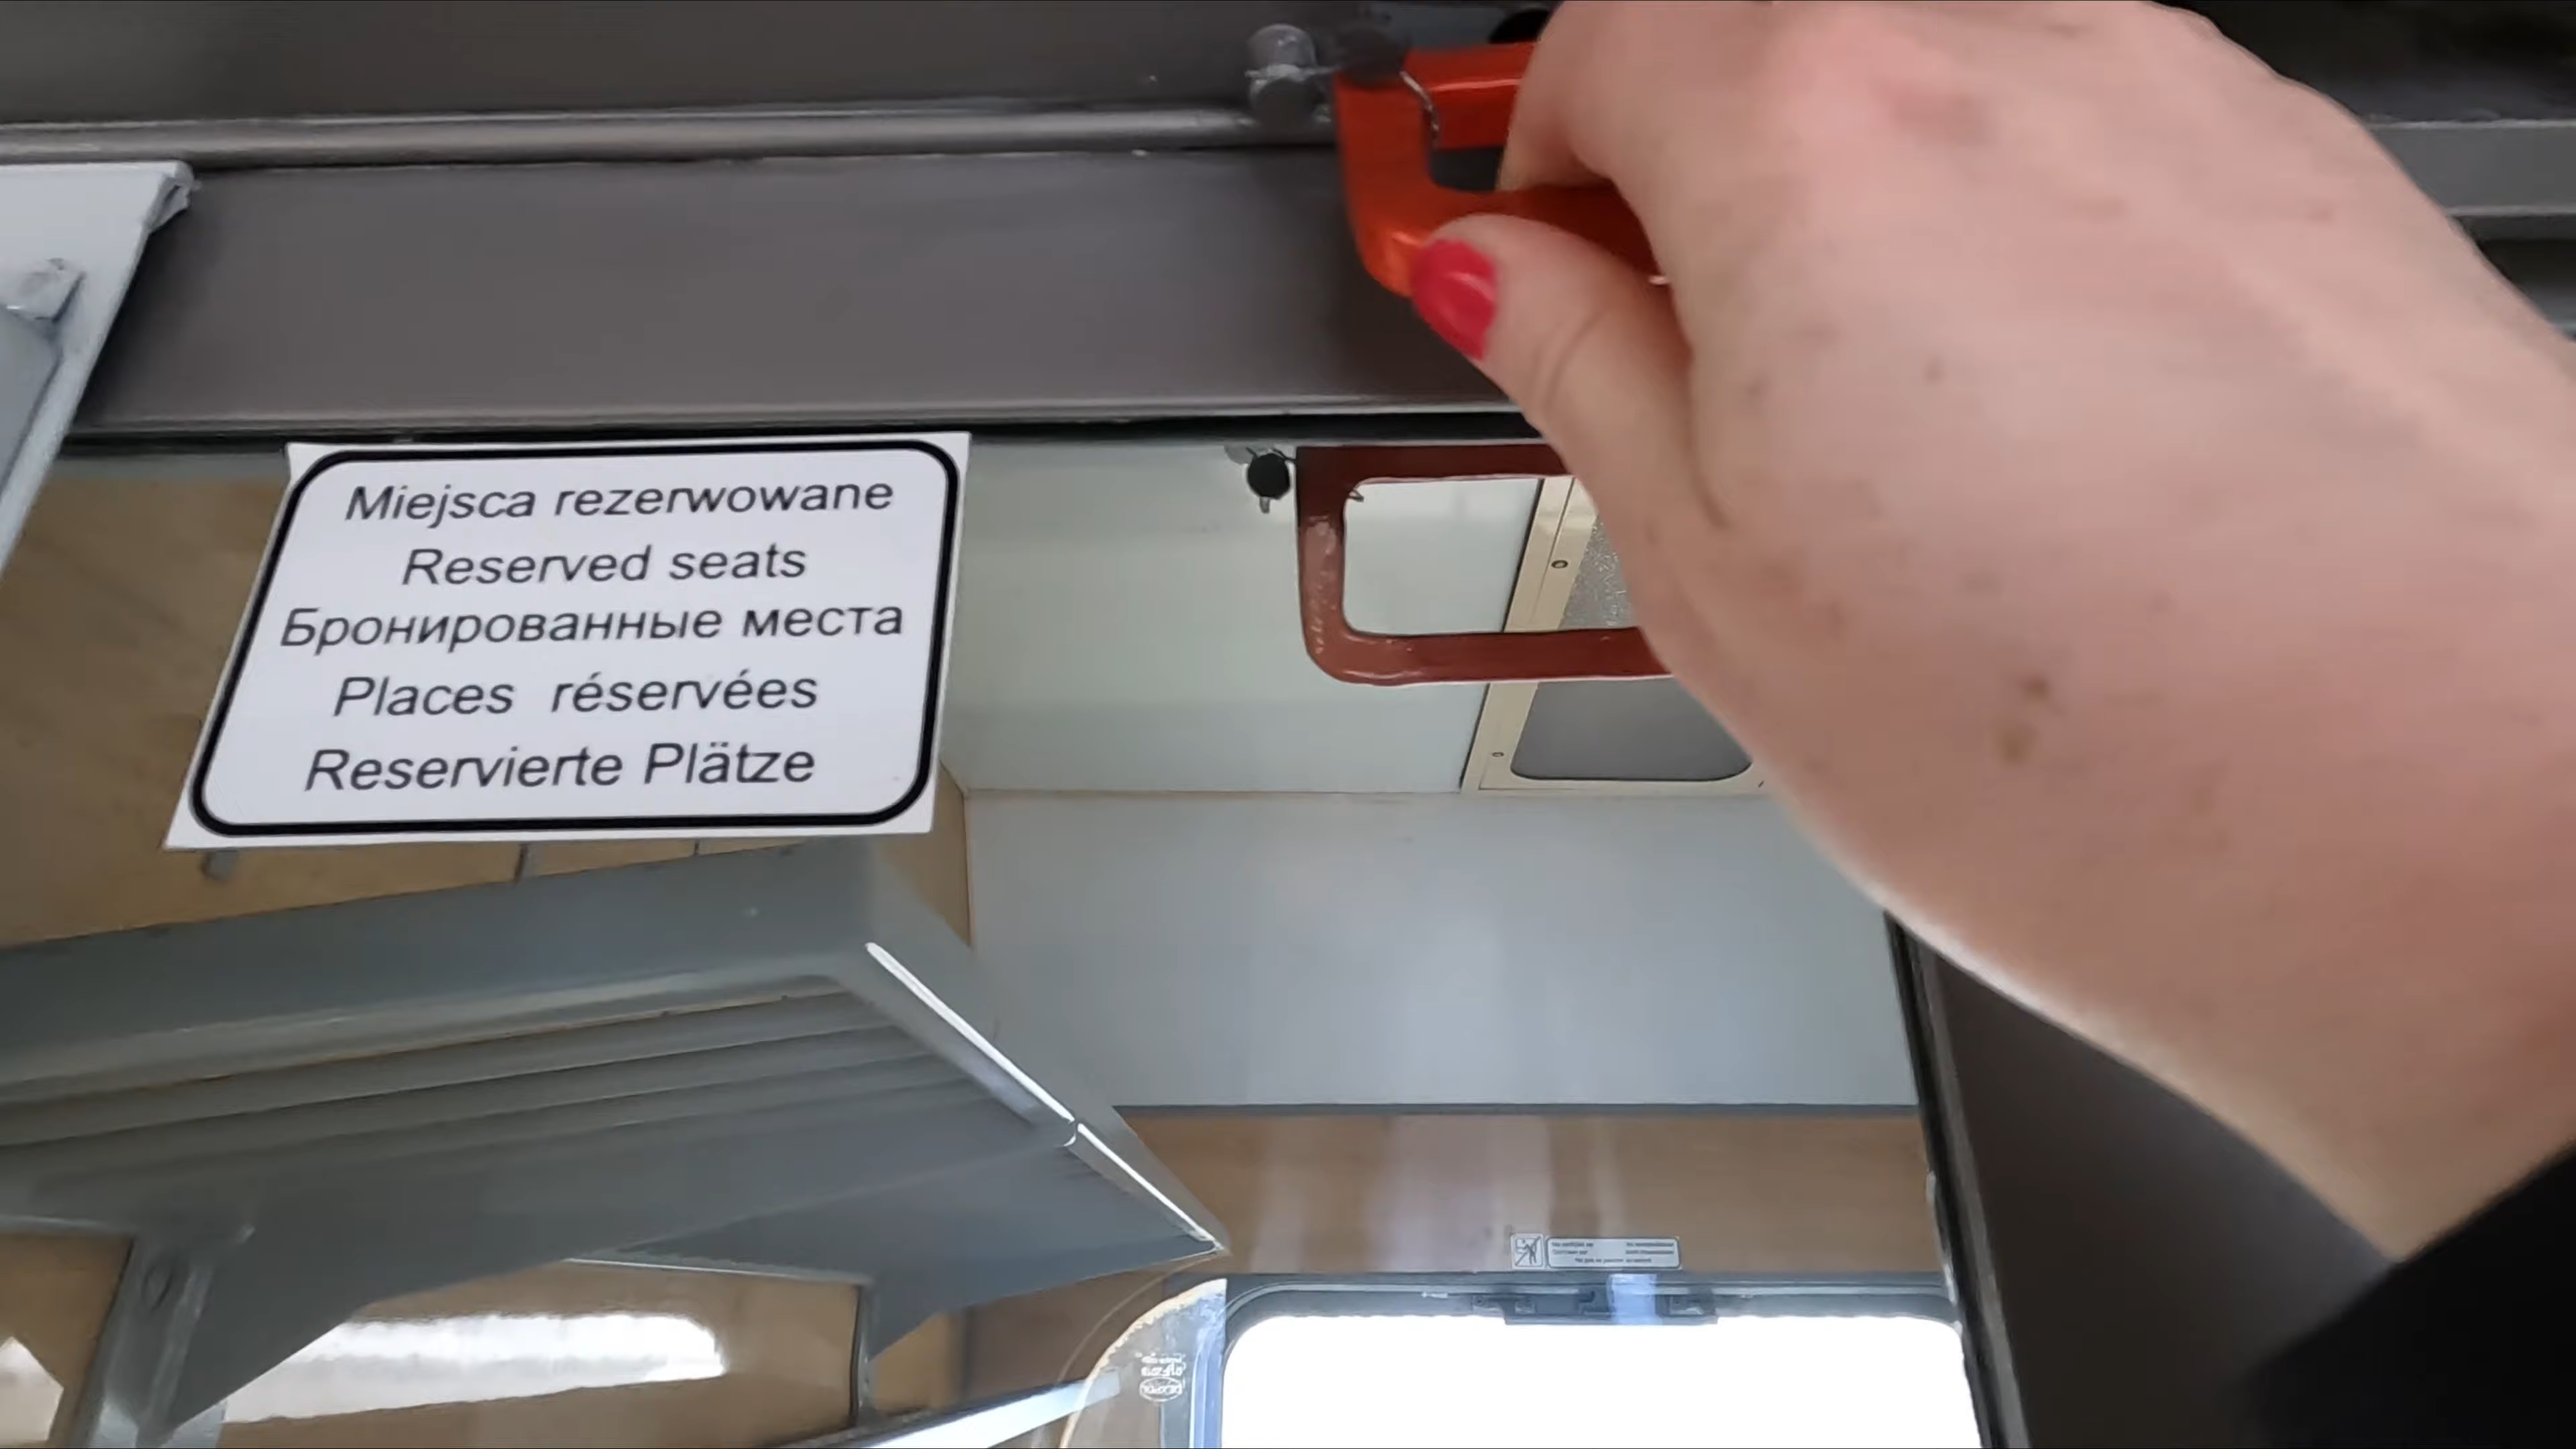 Miejsca rezerwowane
Reserved seats
Бронированные места
Places réservées
Reservierte Plätze